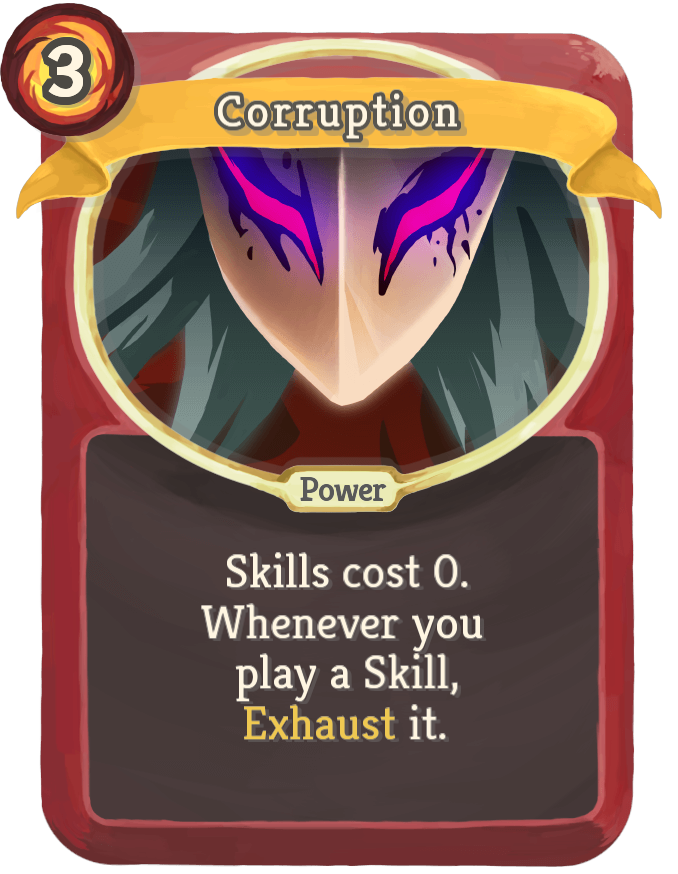 3
Corruption
Power
Skills cost 0.
Whenever you
play a Skill,
Exhaust it.